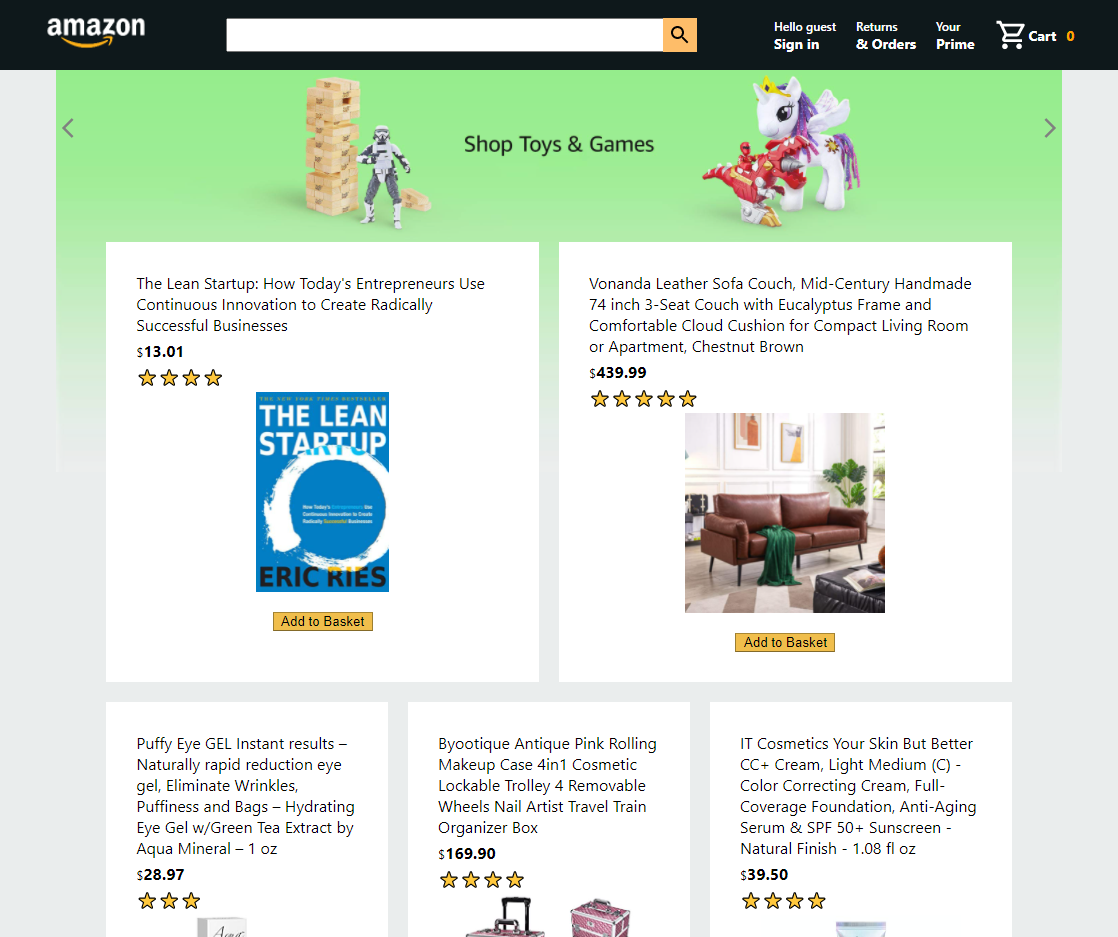 amazon
Hello guest
Sign in
Returns
& Orders
Your
Prime
Cart 0
Shop Toys & Games
The Lean Startup: How Today's Entrepreneurs Use
Continuous Innovation to Create Radically
Successful Businesses
$13.01
THE NEW YORK TIMES BESTSELLER
THE LEAN
STARTUP
How Today's Entrepreneurs Use
Continuous Innovation to Create
Radically Successful Businesses
ERIC RIES
Add to Basket
Vonanda Leather Sofa Couch, Mid-Century Handmade
74 inch 3-Seat Couch with Eucalyptus Frame and
Comfortable Cloud Cushion for Compact Living Room
or Apartment, Chestnut Brown
$439.99
Add to Basket
Puffy Eye GEL Instant results –
Naturally rapid reduction eye
gel, Eliminate Wrinkles,
Puffiness and Bags – Hydrating
Eye Gel w/Green Tea Extract by
Aqua Mineral – 1 oz
$28.97
Byootique Antique Pink Rolling
Makeup Case 4in1 Cosmetic
Lockable Trolley 4 Removable
Wheels Nail Artist Travel Train
Organizer Box
$169.90
IT Cosmetics Your Skin But Better
CC+ Cream, Light Medium (C) -
Color Correcting Cream, Full-
Coverage Foundation, Anti-Aging
Serum & SPF 50+ Sunscreen -
Natural Finish - 1.08 fl oz
$39.50